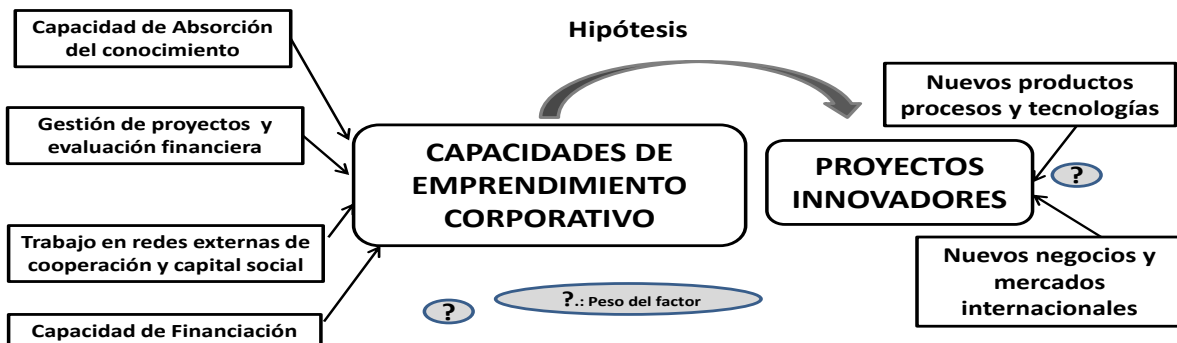 Capacidad de Absorción
del conocimiento
Gestión de proyectos y
evaluación financiera
Trabajo en redes externas de
cooperación y capital social
Capacidad de Financiación
Hipótesis
CAPACIDADES DE
EMPRENDIMIENTO
CORPORATIVO
PROYECTOS
INNOVADORES
Nuevos productos
procesos y tecnologías
?
Nuevos negocios y
mercados
internacionales
?
?.: Peso del factor